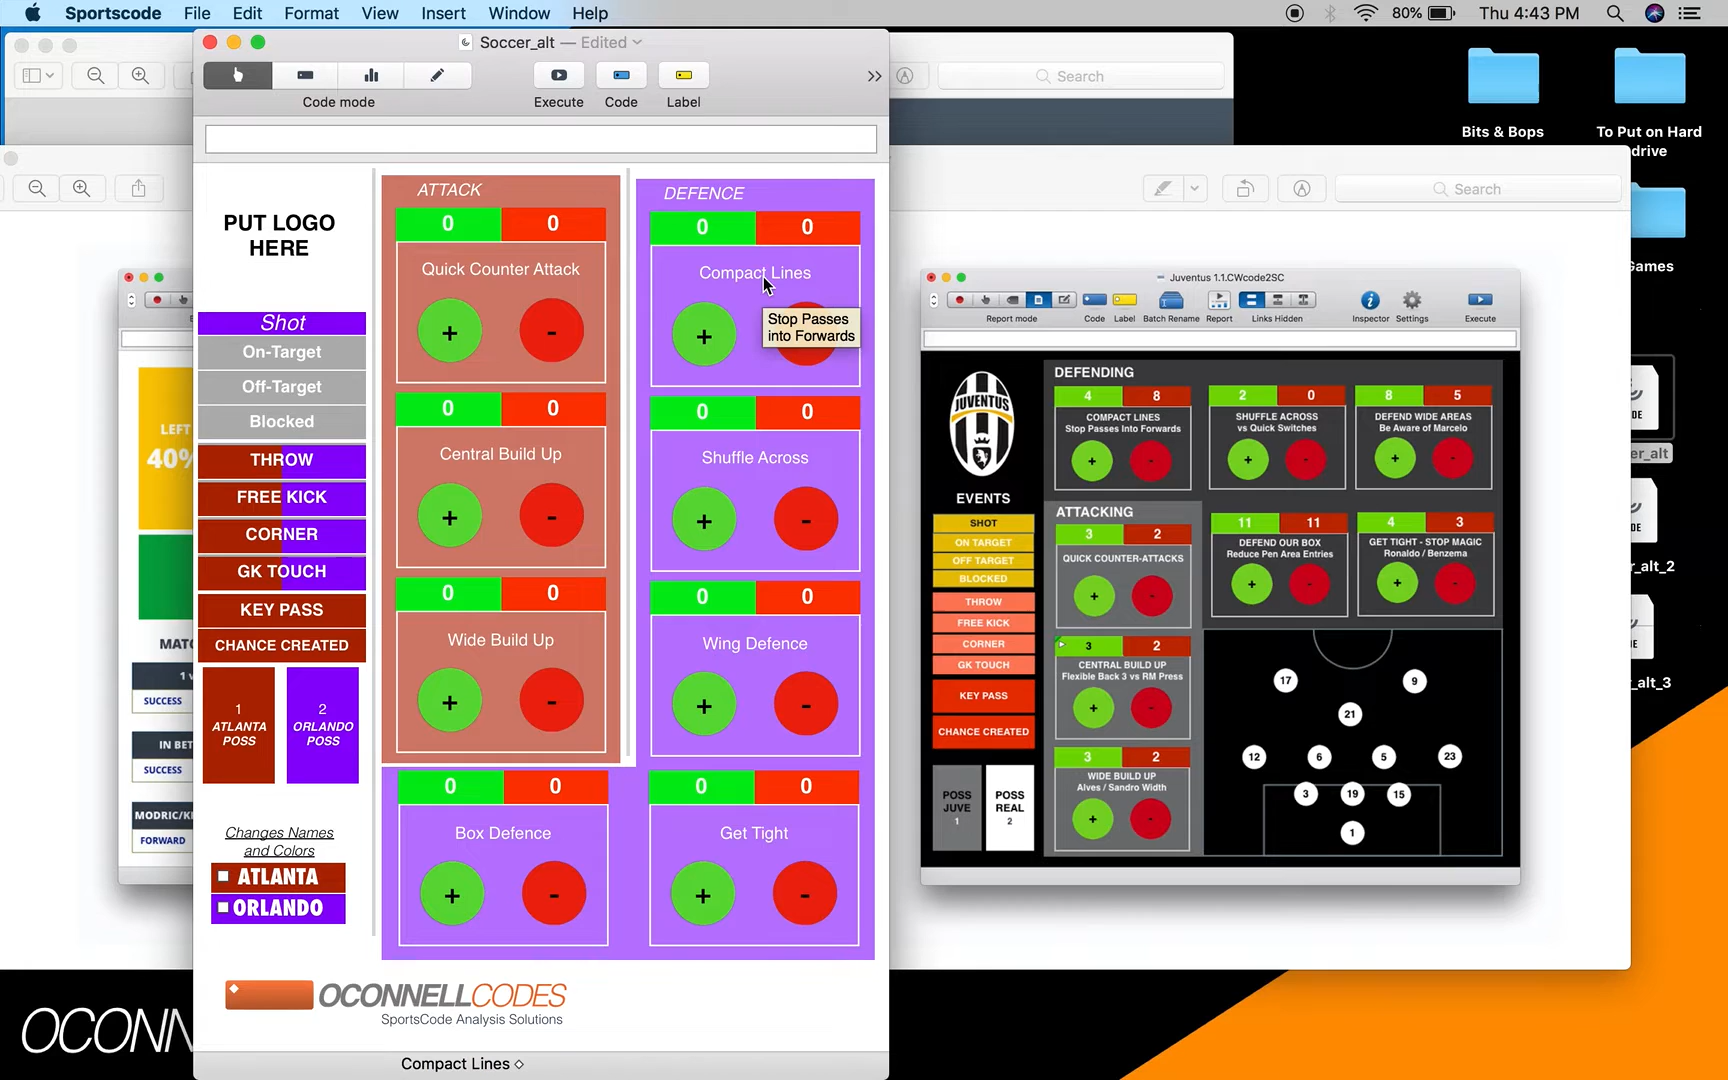 Sportscode File Edit Format View Insert Window Help
80% Thu 4:43 PM
Soccer_alt — Edited
Code mode
Execute
Code
Label
Search
Search
Bits & Bops
To Put on Hard
drive
Games
er_alt
r_alt_2
_alt_3
PUT LOGO
HERE
Shot
On-Target
Off-Target
Blocked
THROW
FREE KICK
CORNER
GK TOUCH
KEY PASS
CHANCE CREATED
1
ATLANTA
POSS
2
ORLANDO
POSS
Changes Names
and Colors
ATLANTA
ORLANDO
ATTACK
0 0
Quick Counter Attack
+ -
0 0
Central Build Up
+ -
0 0
Wide Build Up
+ -
DEFENCE
0 0
Compact Lines
+
Stop Passes
into Forwards
0 0
Shuffle Across
+ -
0 0
Wing Defence
+ -
0 0
Box Defence
+ -
0 0
Get Tight
+ -
OCONNELLCODES
SportsCode Analysis Solutions
Compact Lines
LEFT
40%
MATC
1 v
SUCCESS
IN BET
SUCCESS
MODRIC/K
FORWARD
OCONN
Juventus 1.1.CWcode2SC
Report mode
Code
Label
Batch Rename
Report
Links Hidden
Inspector
Settings
Execute
JUVENTUS
EVENTS
SHOT
ON TARGET
OFF TARGET
BLOCKED
THROW
FREE KICK
CORNER
GK TOUCH
KEY PASS
CHANCE CREATED
POSS
JUVE
1
POSS
REAL
2
DEFENDING
4 8
COMPACT LINES
Stop Passes Into Forwards
+ -
2 0
SHUFFLE ACROSS
vs Quick Switches
+ -
8 5
DEFEND WIDE AREAS
Be Aware of Marcelo
+ -
ATTACKING
3 2
QUICK COUNTER-ATTACKS
+ -
11 11
DEFEND OUR BOX
Reduce Pen Area Entries
+ -
4 3
GET TIGHT - STOP MAGIC
Ronaldo / Benzema
+ -
3 2
CENTRAL BUILD UP
Flexible Back 3 vs RM Press
+ -
3 2
WIDE BUILD UP
Alves / Sandro Width
+ -
17 9
21
12 6 5 23
3 19 15
1